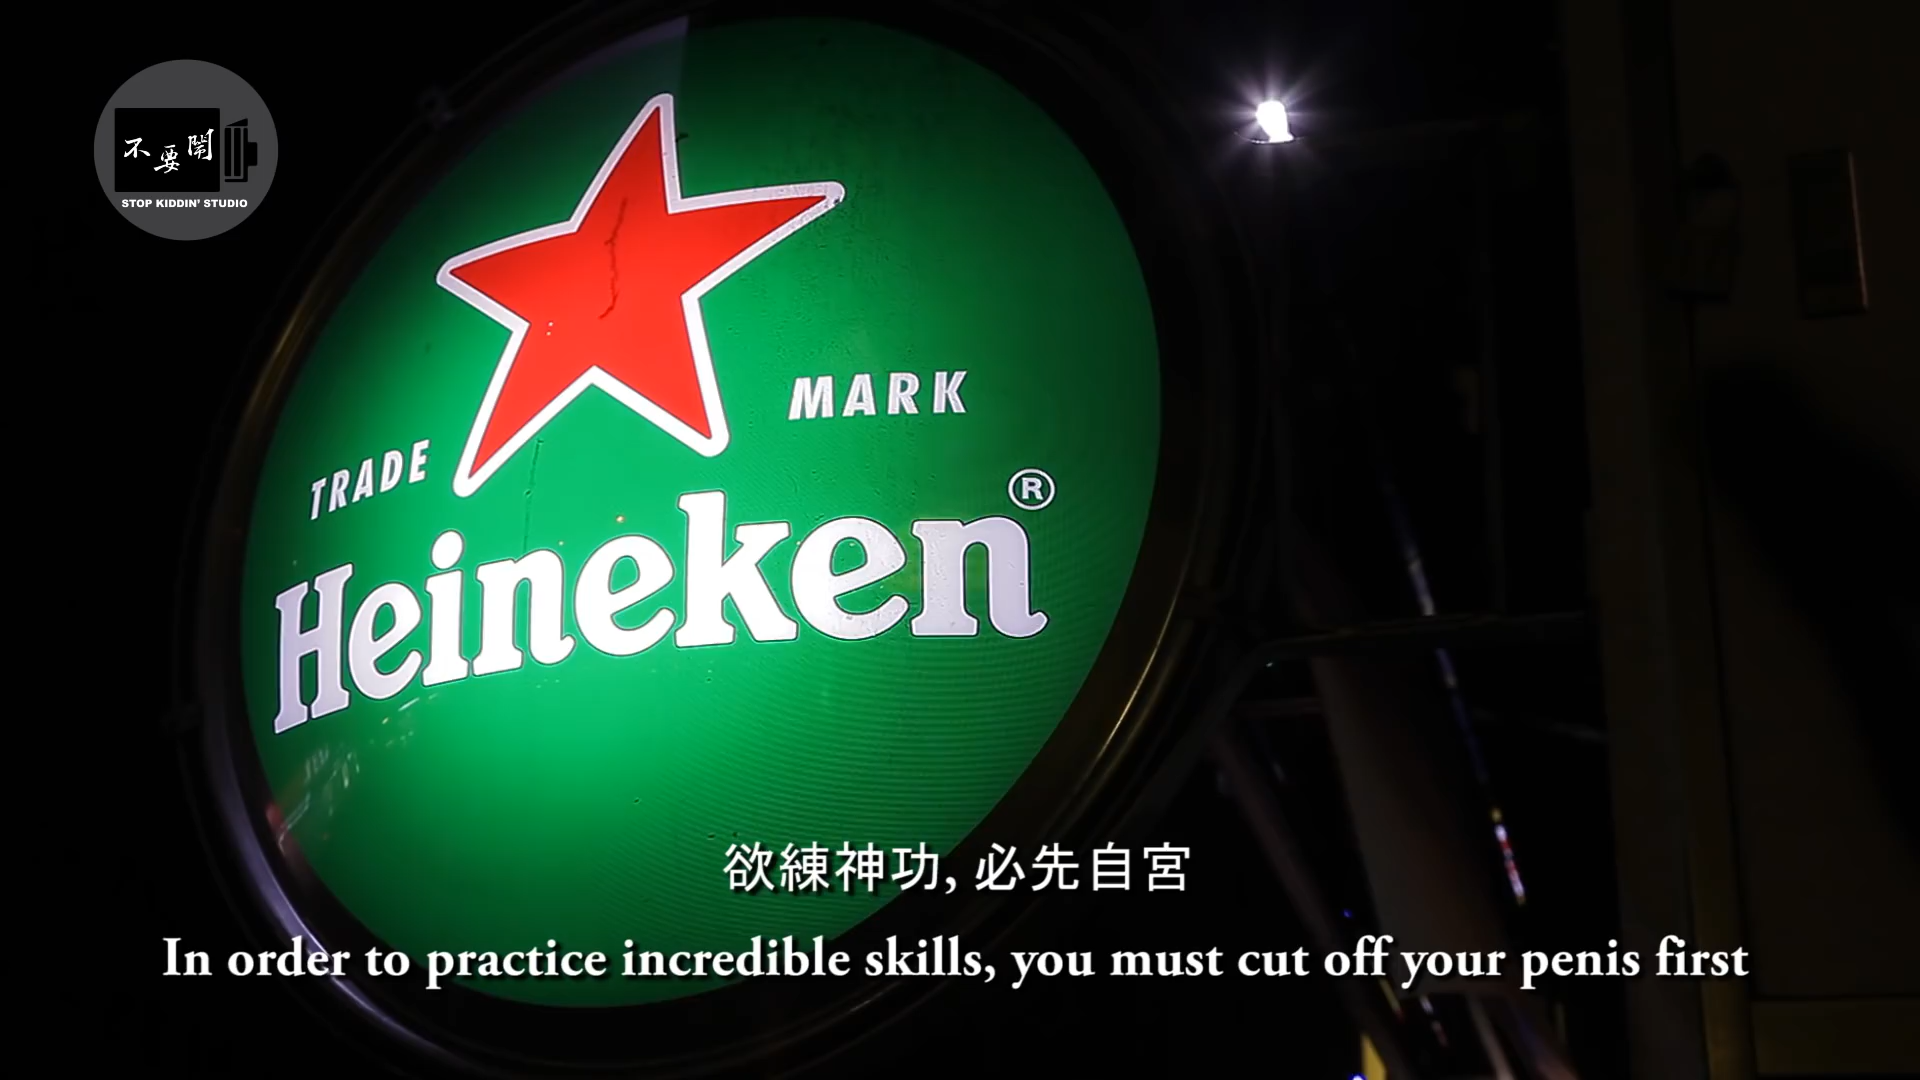 不要鬧
STOP KIDDIN' STUDIO
TRADE MARK
Heineken®
欲練神功, 必先自宮
In order to practice incredible skills, you must cut off your penis first